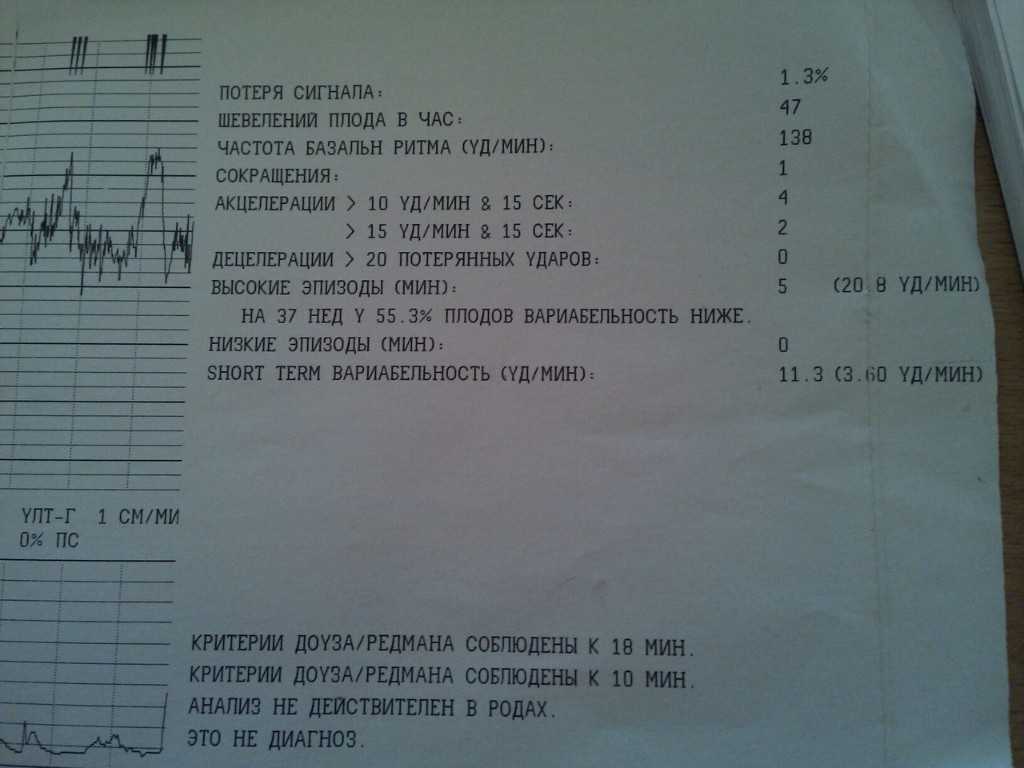 ПОТЕРЯ СИГНАЛА: 1.3%
ШЕВЕЛЕНИЙ ПЛОДА В ЧАС: 47
ЧАСТОТА БАЗАЛЬН РИТМА (УД/МИН): 138
СОКРАЩЕНИЯ: 1
АКЦЕЛЕРАЦИИ > 10 УД/МИН & 15 СЕК: 4
> 15 УД/МИН & 15 СЕК: 2
ДЕЦЕЛЕРАЦИИ > 20 ПОТЕРЯННЫХ УДАРОВ: 0
ВЫСОКИЕ ЭПИЗОДЫ (МИН): 5 (20.8 УД/МИН)
НА 37 НЕД У 55.3% ПЛОДОВ ВАРИАБЕЛЬНОСТЬ НИЖЕ.
НИЗКИЕ ЭПИЗОДЫ (МИН): 0
SHORT TERM ВАРИАБЕЛЬНОСТЬ (УД/МИН): 11.3 (3.60 УД/МИН)
УЛТ-Г 1 СМ/МИ
0% ПС
КРИТЕРИИ ДОУЗА/РЕДМАНА СОБЛЮДЕНЫ К 18 МИН.
КРИТЕРИИ ДОУЗА/РЕДМАНА СОБЛЮДЕНЫ К 10 МИН.
АНАЛИЗ НЕ ДЕЙСТВИТЕЛЕН В РОДАХ.
ЭТО НЕ ДИАГНОЗ.